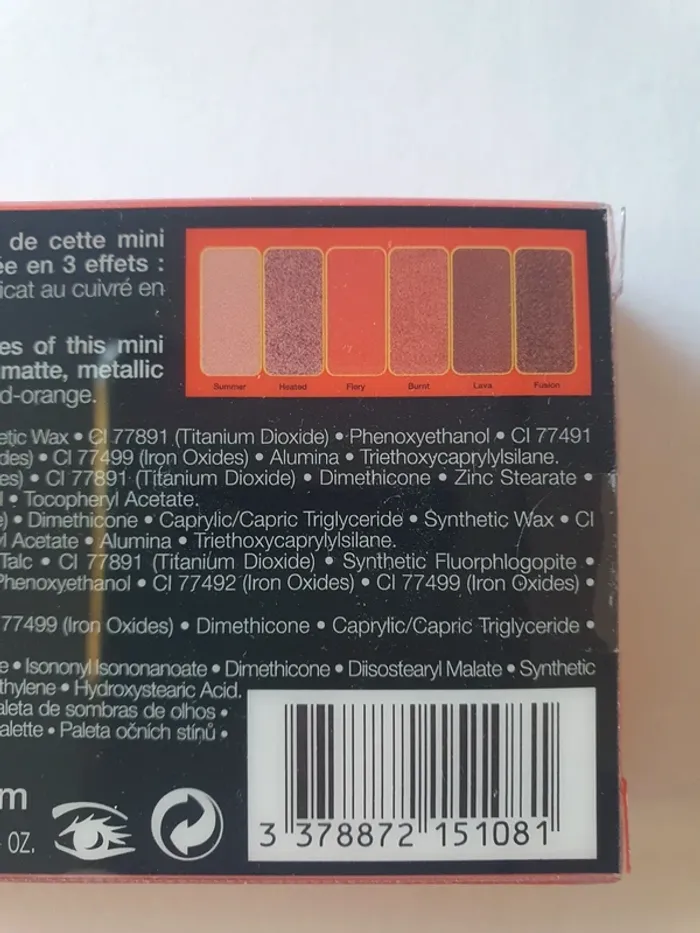 de cette mini
ée en 3 effets :
icat au cuivré en
es of this mini
matte, metallic
d-orange.
Summer Heated Fiery Burnt Lava Fusion
etic Wax • CI 77891 (Titanium Dioxide) • Phenoxyethanol • CI 77491
des) • CI 77499 (Iron Oxides) • Alumina • Triethoxycaprylylsilane.
es) • CI 77891 (Titanium Dioxide) • Dimethicone • Zinc Stearate •
l • Tocopheryl Acetate.
e) • Dimethicone • Caprylic/Capric Triglyceride • Synthetic Wax • CI
yl Acetate • Alumina • Triethoxycaprylylsilane.
Talc • CI 77891 (Titanium Dioxide) • Synthetic Fluorphlogopite •
Phenoxyethanol • CI 77492 (Iron Oxides) • CI 77499 (Iron Oxides) •
77499 (Iron Oxides) • Dimethicone • Caprylic/Capric Triglyceride •
e • Isononyl Isononanoate • Dimethicone • Diisostearyl Malate • Synthetic
thylene • Hydroxystearic Acid.
aleta de sombras de olhos •
alette • Paleta očních stínů •
m
OZ.
3 378872 151081